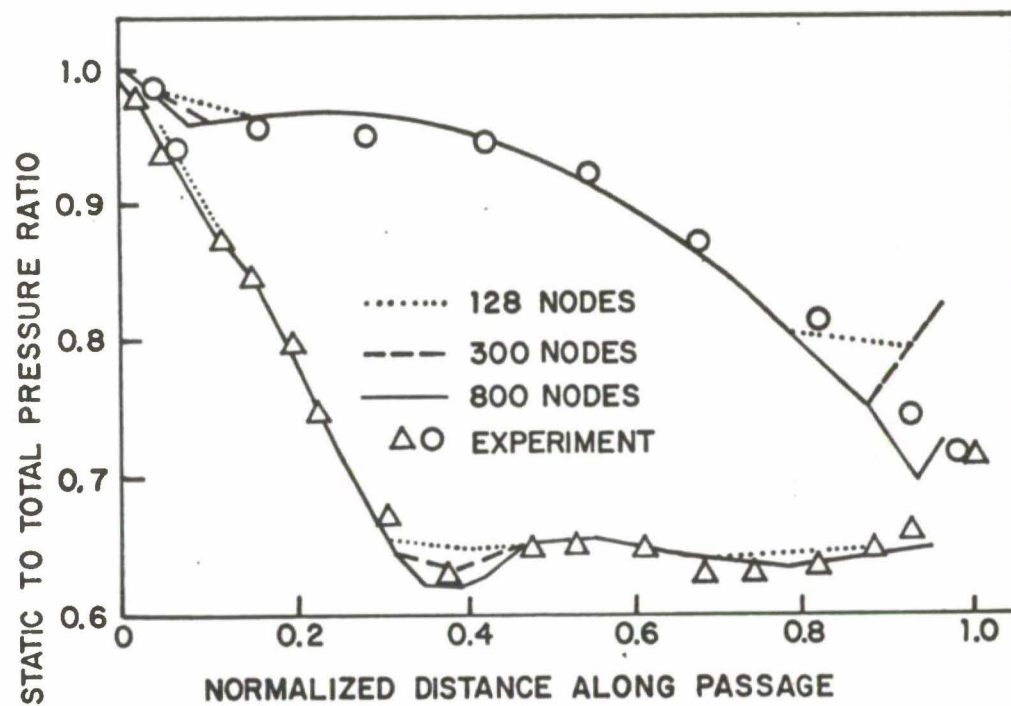 STATIC TO TOTAL PRESSURE RATIO
1.0
0.9
0.8
0.7
0.6
128 NODES
300 NODES
800 NODES
EXPERIMENT
0 0.2 0.4 0.6 0.8 1.0
NORMALIZED DISTANCE ALONG PASSAGE